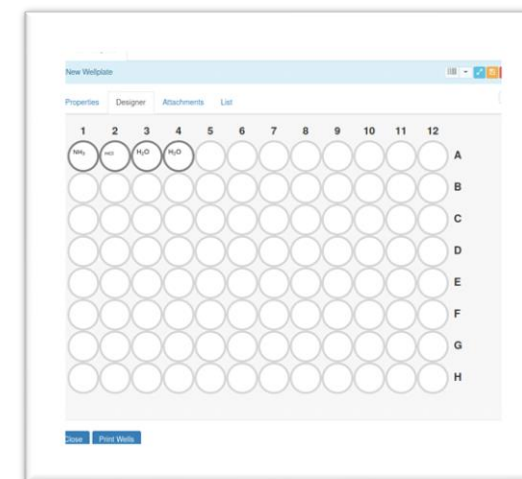 New Wellplate
Properties Designer Attachments List
1 2 3 4 5 6 7 8 9 10 11 12
NH₃ HCl H₂O H₂O A
B
C
D
E
F
G
H
Close Print Wells